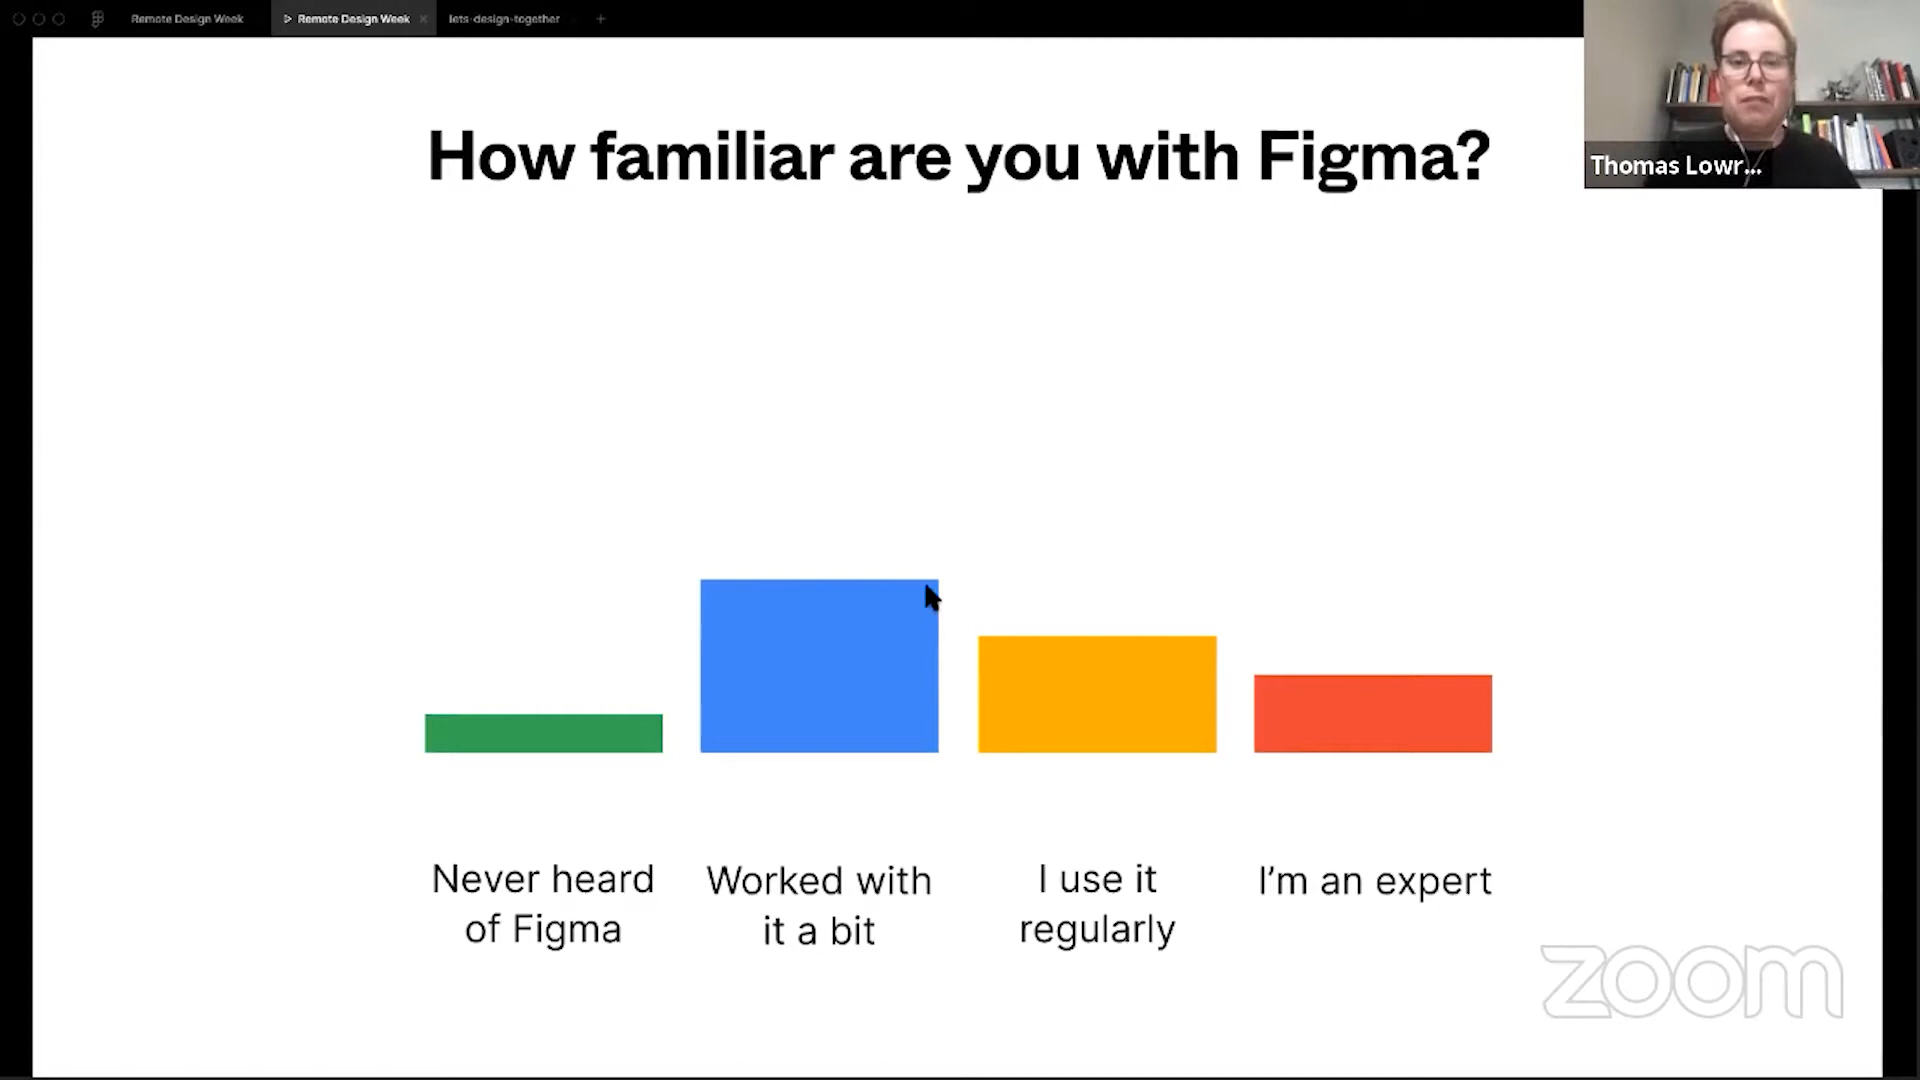 Remote Design Week
Remote Design Week
lets-design-together
Thomas Lowr...
How familiar are you with Figma?
Never heard
of Figma
Worked with
it a bit
I use it
regularly
I'm an expert
zoom